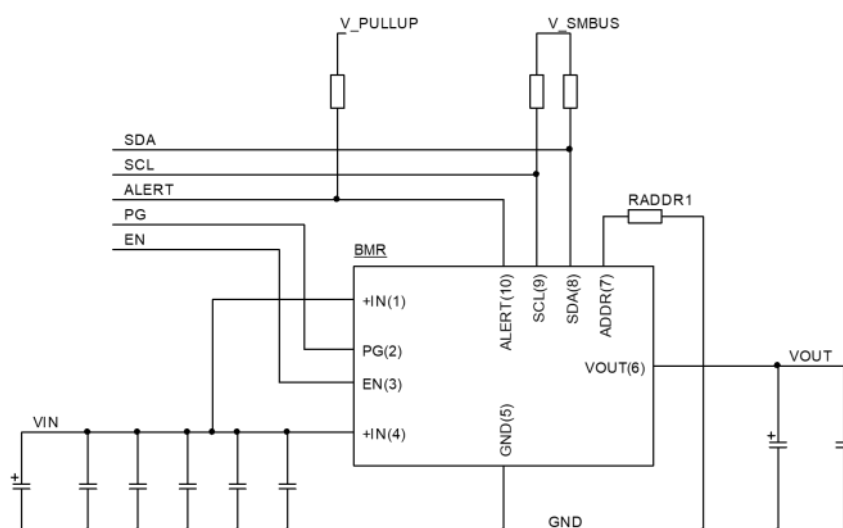 V_PULLUP
V_SMBUS
SDA
SCL
ALERT
PG
EN
RADDR1
BMR
+IN(1)
PG(2)
EN(3)
+IN(4)
ALERT(10)
SCL(9)
SDA(8)
ADDR(7)
VOUT(6)
GND(5)
VOUT
VIN
+
+
GND